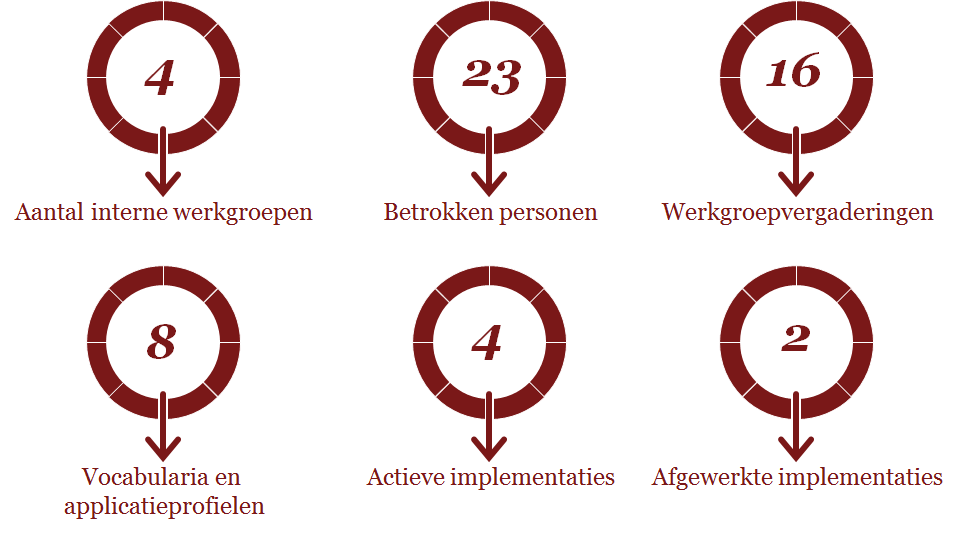 4
23
16
Aantal interne werkgroepen
Betrokken personen
Werkgroepvergaderingen
8
4
2
Vocabularia en
applicatieprofielen
Actieve implementaties
Afgewerkte implementaties